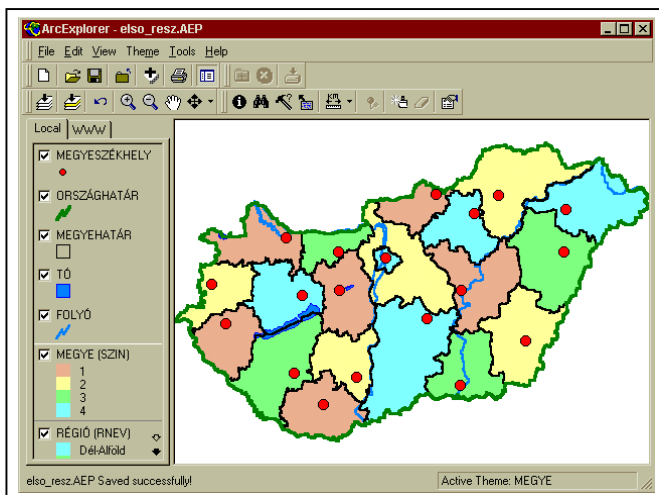 ArcExplorer - elso_resz.AEP
File Edit View Theme Tools Help
Local WWW
MEGYESZÉKHELY
ORSZÁGHATÁR
MEGYEHATÁR
TÓ
FOLYÓ
MEGYE (SZIN)
1
2
3
4
RÉGIÓ (RNEV)
Dél-Alföld
elso_resz.AEP Saved successfully!
Active Theme: MEGYE